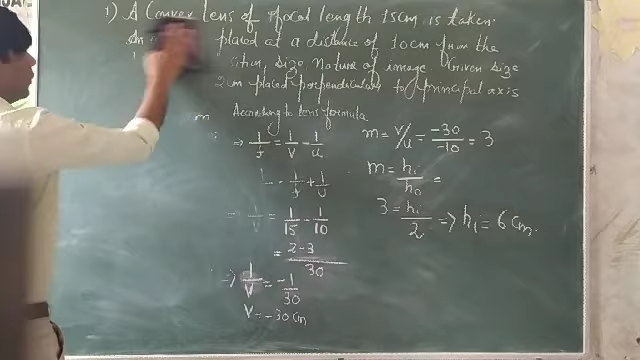 1) A Convex Lens of focal length 15cm is taken.
An placed at a distance of 10cm from the
size, Nature of image. Given size
2cm placed perpendicular to principal axis
According to Lens formula
⇒ 1/f = 1/v - 1/u
1/f + 1/u
= 1/15 - 1/10
= 2-3/30
⇒ 1/v = -1/30
V = -30 cm
m = v/u = -30/-10 = 3
m = hi/ho =
3 = hi/2 ⇒ hi = 6 cm.